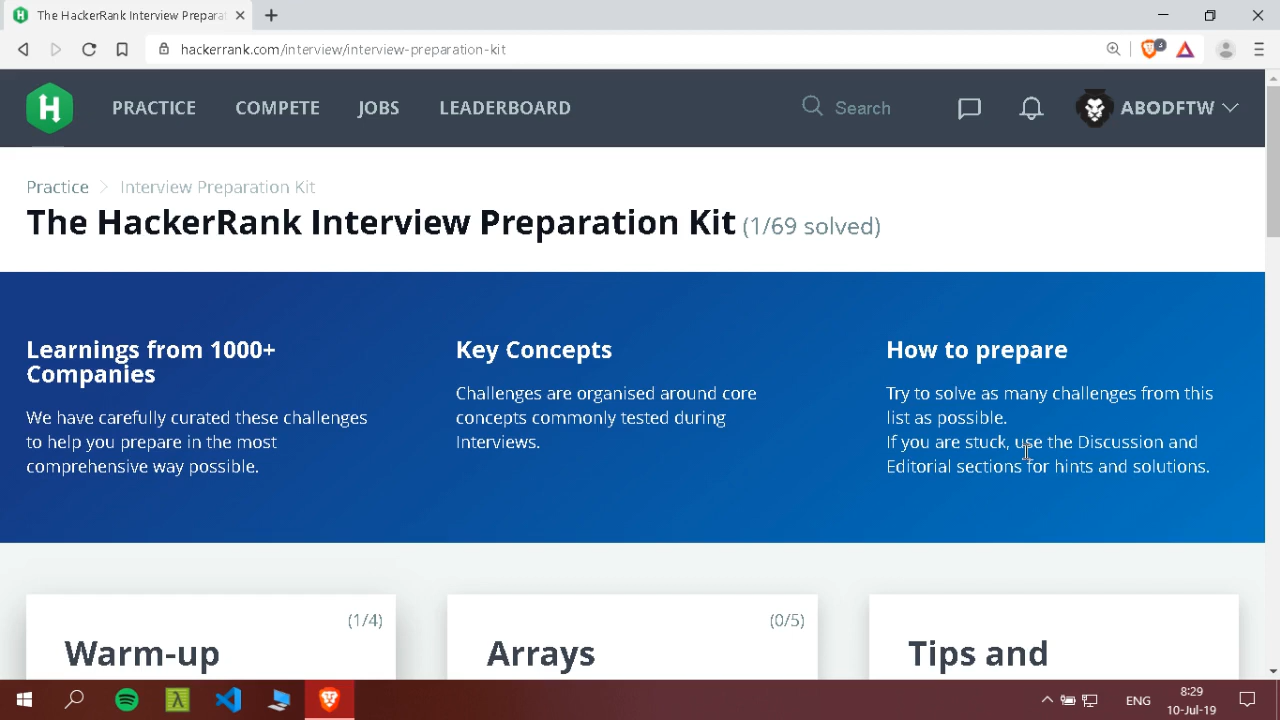 The HackerRank Interview Prepara
hackerrank.com/interview/interview-preparation-kit
3
PRACTICE COMPETE JOBS LEADERBOARD Search ABODFTW
Practice Interview Preparation Kit
The HackerRank Interview Preparation Kit (1/69 solved)
Learnings from 1000+
Companies
We have carefully curated these challenges
to help you prepare in the most
comprehensive way possible.
Key Concepts
Challenges are organised around core
concepts commonly tested during
Interviews.
How to prepare
Try to solve as many challenges from this
list as possible.
If you are stuck, use the Discussion and
Editorial sections for hints and solutions.
(1/4)
Warm-up
(0/5)
Arrays
Tips and
ENG
8:29
10-Jul-19